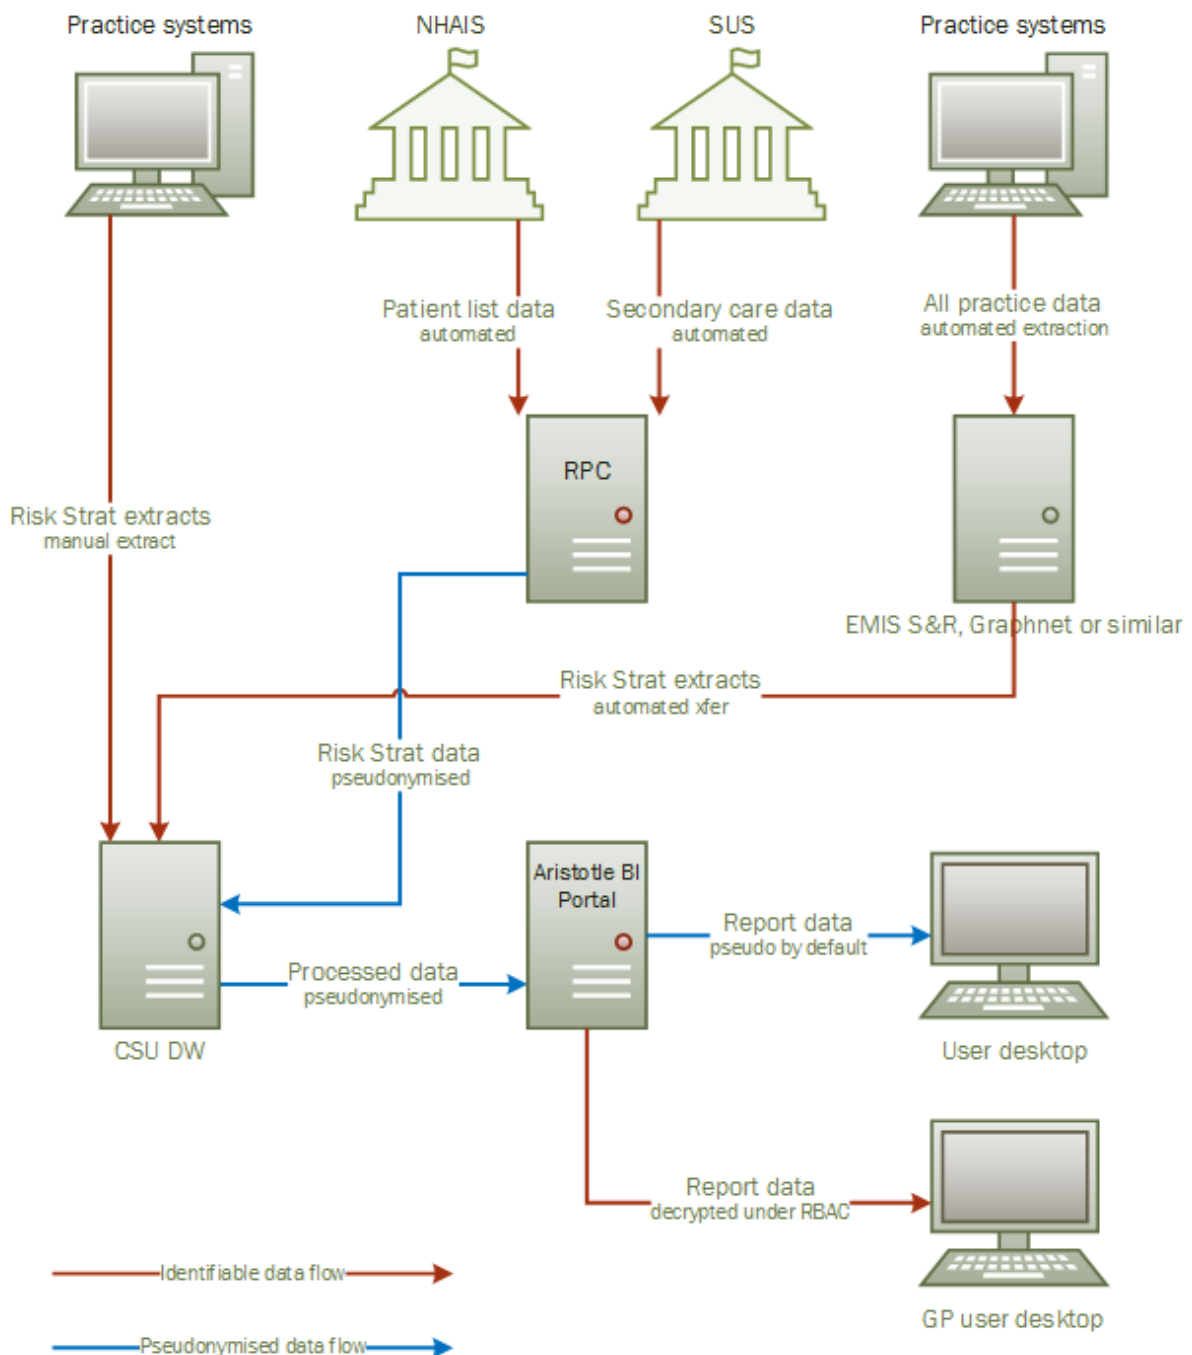 Practice systems
NHAIS
SUS
Practice systems
Patient list data
automated
Secondary care data
automated
All practice data
automated extraction
RPC
Risk Strat extracts
manual extract
EMIS S&R, Graphnet or similar
Risk Strat extracts
automated xfer
Risk Strat data
pseudonymised
Aristotle BI
Portal
Report data
pseudo by default
Processed data
pseudonymised
CSU DW
User desktop
Report data
decrypted under RBAC
Identifiable data flow
GP user desktop
Pseudonymised data flow